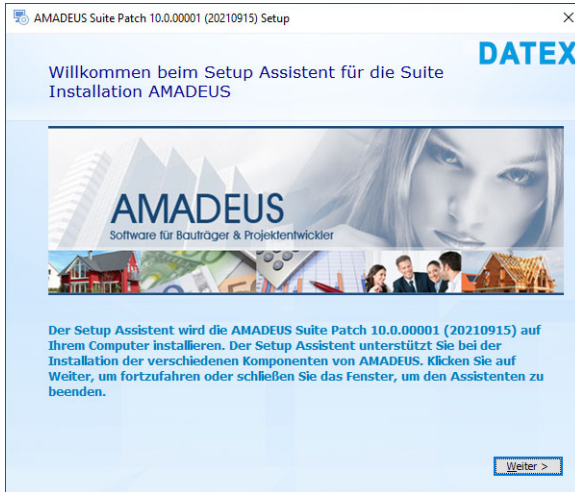 AMADEUS Suite Patch 10.0.00001 (20210915) Setup
DATEX
Willkommen beim Setup Assistent für die Suite
Installation AMADEUS
AMADEUS
Software für Bauträger & Projektentwickler
Der Setup Assistent wird die AMADEUS Suite Patch 10.0.00001 (20210915) auf
Ihrem Computer installieren. Der Setup Assistent unterstützt Sie bei der
Installation der verschiedenen Komponenten von AMADEUS. Klicken Sie auf
Weiter, um fortzufahren oder schließen Sie das Fenster, um den Assistenten zu
beenden.
Weiter >